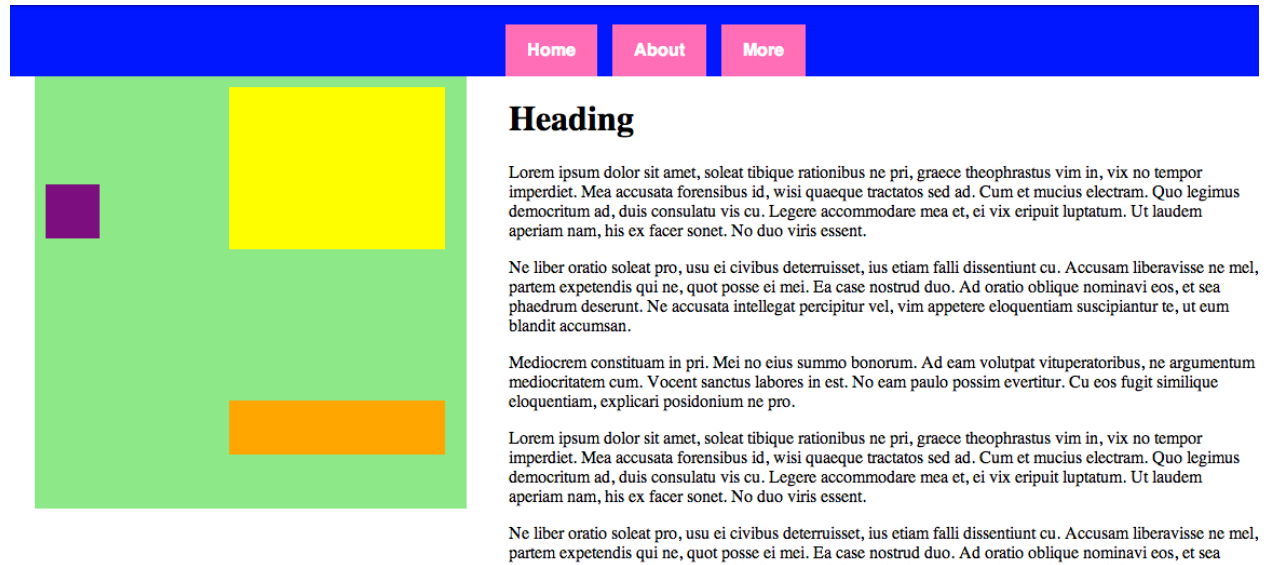 Home
About
More
Heading
Lorem ipsum dolor sit amet, soleat tibique rationibus ne pri, graece theophrastus vim in, vix no tempor
imperdiet. Mea accusata forensibus id, wisi quaeque tractatos sed ad. Cum et mucius electram. Quo legimus
democritum ad, duis consulatu vis cu. Legere accommodare mea et, ei vix eripuit luptatum. Ut laudem
aperiam nam, his ex facer sonet. No duo viris essent.
Ne liber oratio soleat pro, usu ei civibus deterruisset, ius etiam falli dissentiunt cu. Accusam liberavisse ne mel,
partem expetendis qui ne, quot posse ei mei. Ea case nostrud duo. Ad oratio oblique nominavi eos, et sea
phaedrum deserunt. Ne accusata intellegat percipitur vel, vim appetere eloquentiam suscipiantur te, ut eum
blandit accumsan.
Mediocrem constituam in pri. Mei no eius summo bonorum. Ad eam volutpat vituperatoribus, ne argumentum
mediocritatem cum. Vocent sanctus labores in est. No eam paulo possim evertitur. Cu eos fugit similique
eloquentiam, explicari posidonium ne pro.
Lorem ipsum dolor sit amet, soleat tibique rationibus ne pri, graece theophrastus vim in, vix no tempor
imperdiet. Mea accusata forensibus id, wisi quaeque tractatos sed ad. Cum et mucius electram. Quo legimus
democritum ad, duis consulatu vis cu. Legere accommodare mea et, ei vix eripuit luptatum. Ut laudem
aperiam nam, his ex facer sonet. No duo viris essent.
Ne liber oratio soleat pro, usu ei civibus deterruisset, ius etiam falli dissentiunt cu. Accusam liberavisse ne mel,
partem expetendis qui ne, quot posse ei mei. Ea case nostrud duo. Ad oratio oblique nominavi eos, et sea